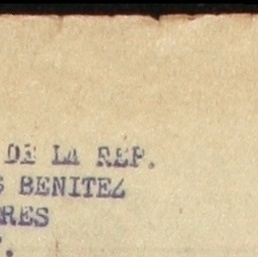 DE LA REP.
S BENITEZ
RES